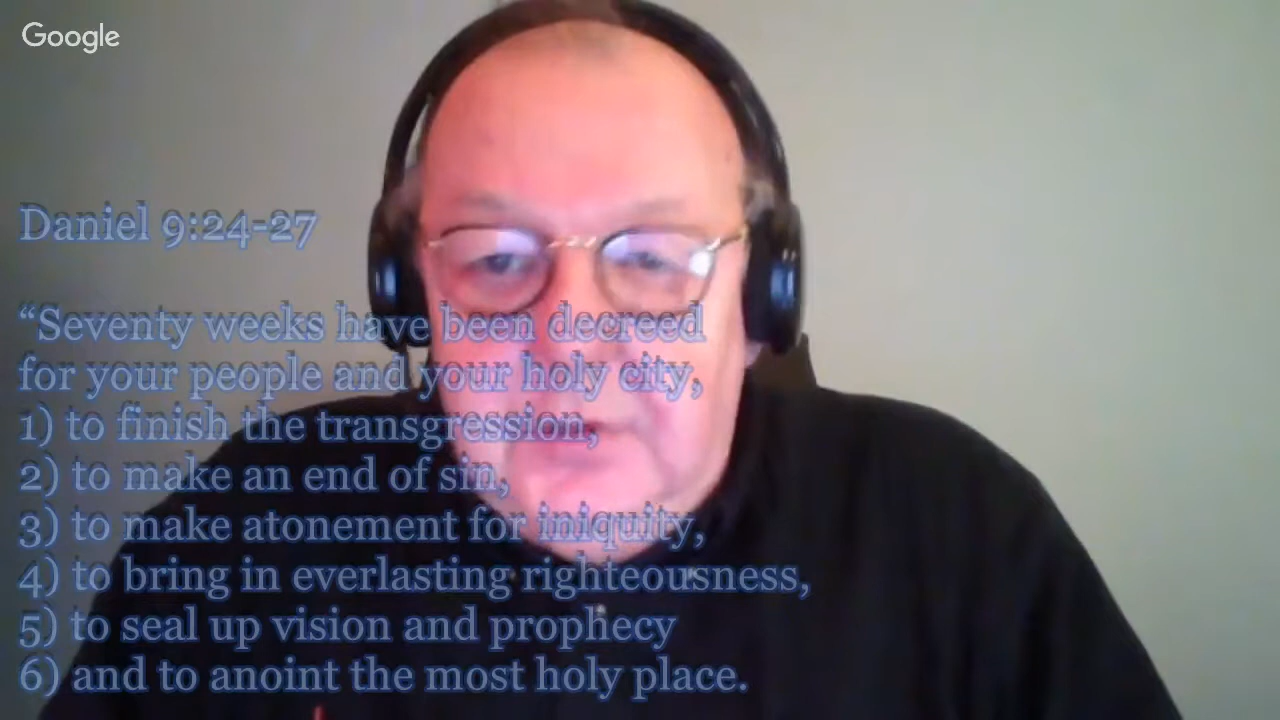 Google
Daniel 9:24-27
“Seventy weeks have been decreed
for your people and your holy city,
1) to finish the transgression,
2) to make an end of sin,
3) to make atonement for iniquity,
4) to bring in everlasting righteousness,
5) to seal up vision and prophecy
6) and to anoint the most holy place.